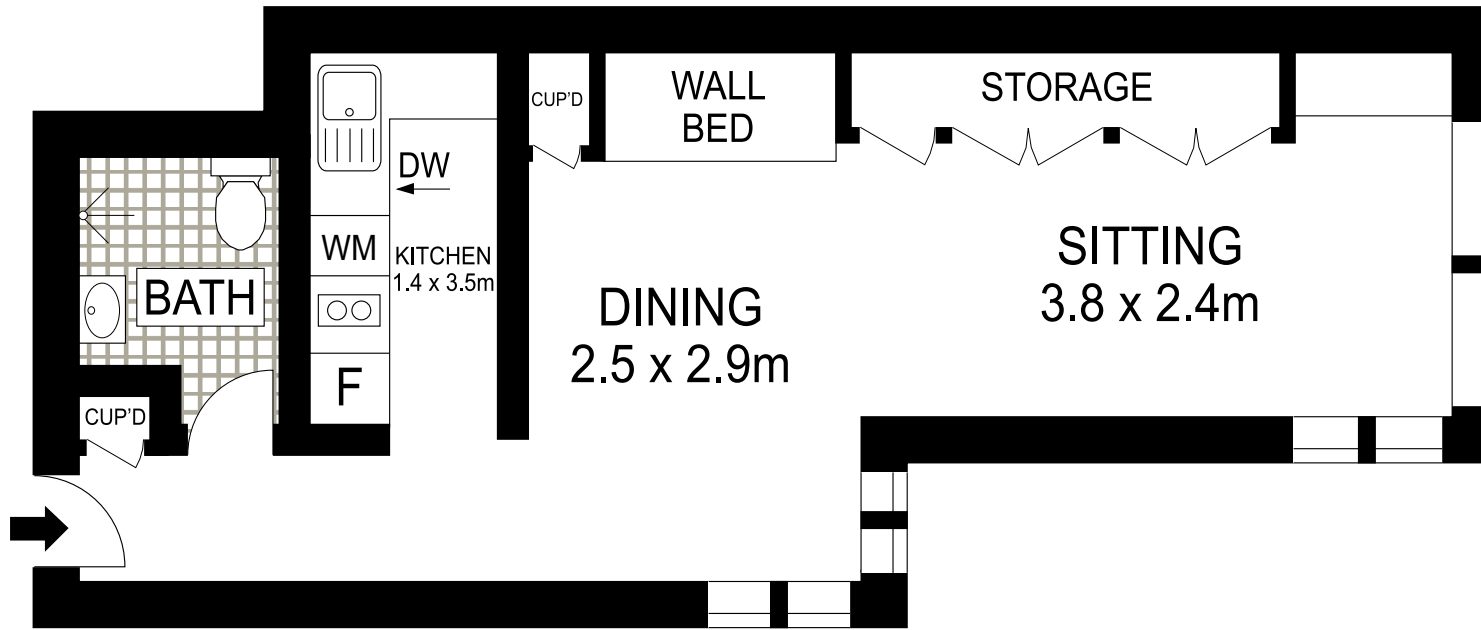 CUP'D
WALL
BED
STORAGE
DW
WM
KITCHEN
1.4 x 3.5m
BATH
F
CUP'D
DINING
2.5 x 2.9m
SITTING
3.8 x 2.4m